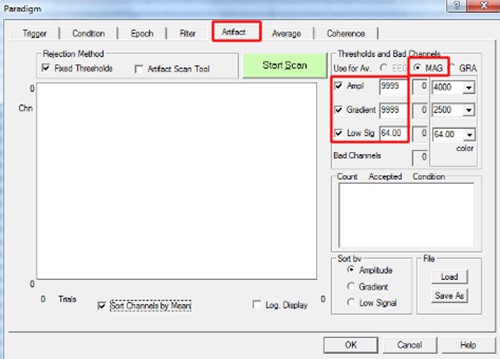 Paradigm
Trigger Condition Epoch Filter Artifact Average Coherence
Rejection Method
Fixed Thresholds Artifact Scan Tool
Start Scan
Thresholds and Bad Channels
Use for Av. EEG MAG GRA
Ampl 9999 0 4000
Gradient 9999 0 2500
Low Sig 64.00 0 64.00
color
Bad Channels 0
0
Chn
0
0 Trials 0
Sort Channels by Mean Log. Display
Count Accepted Condition
Sort by
Amplitude
Gradient
Low Signal
File
Load
Save As
OK Cancel Help